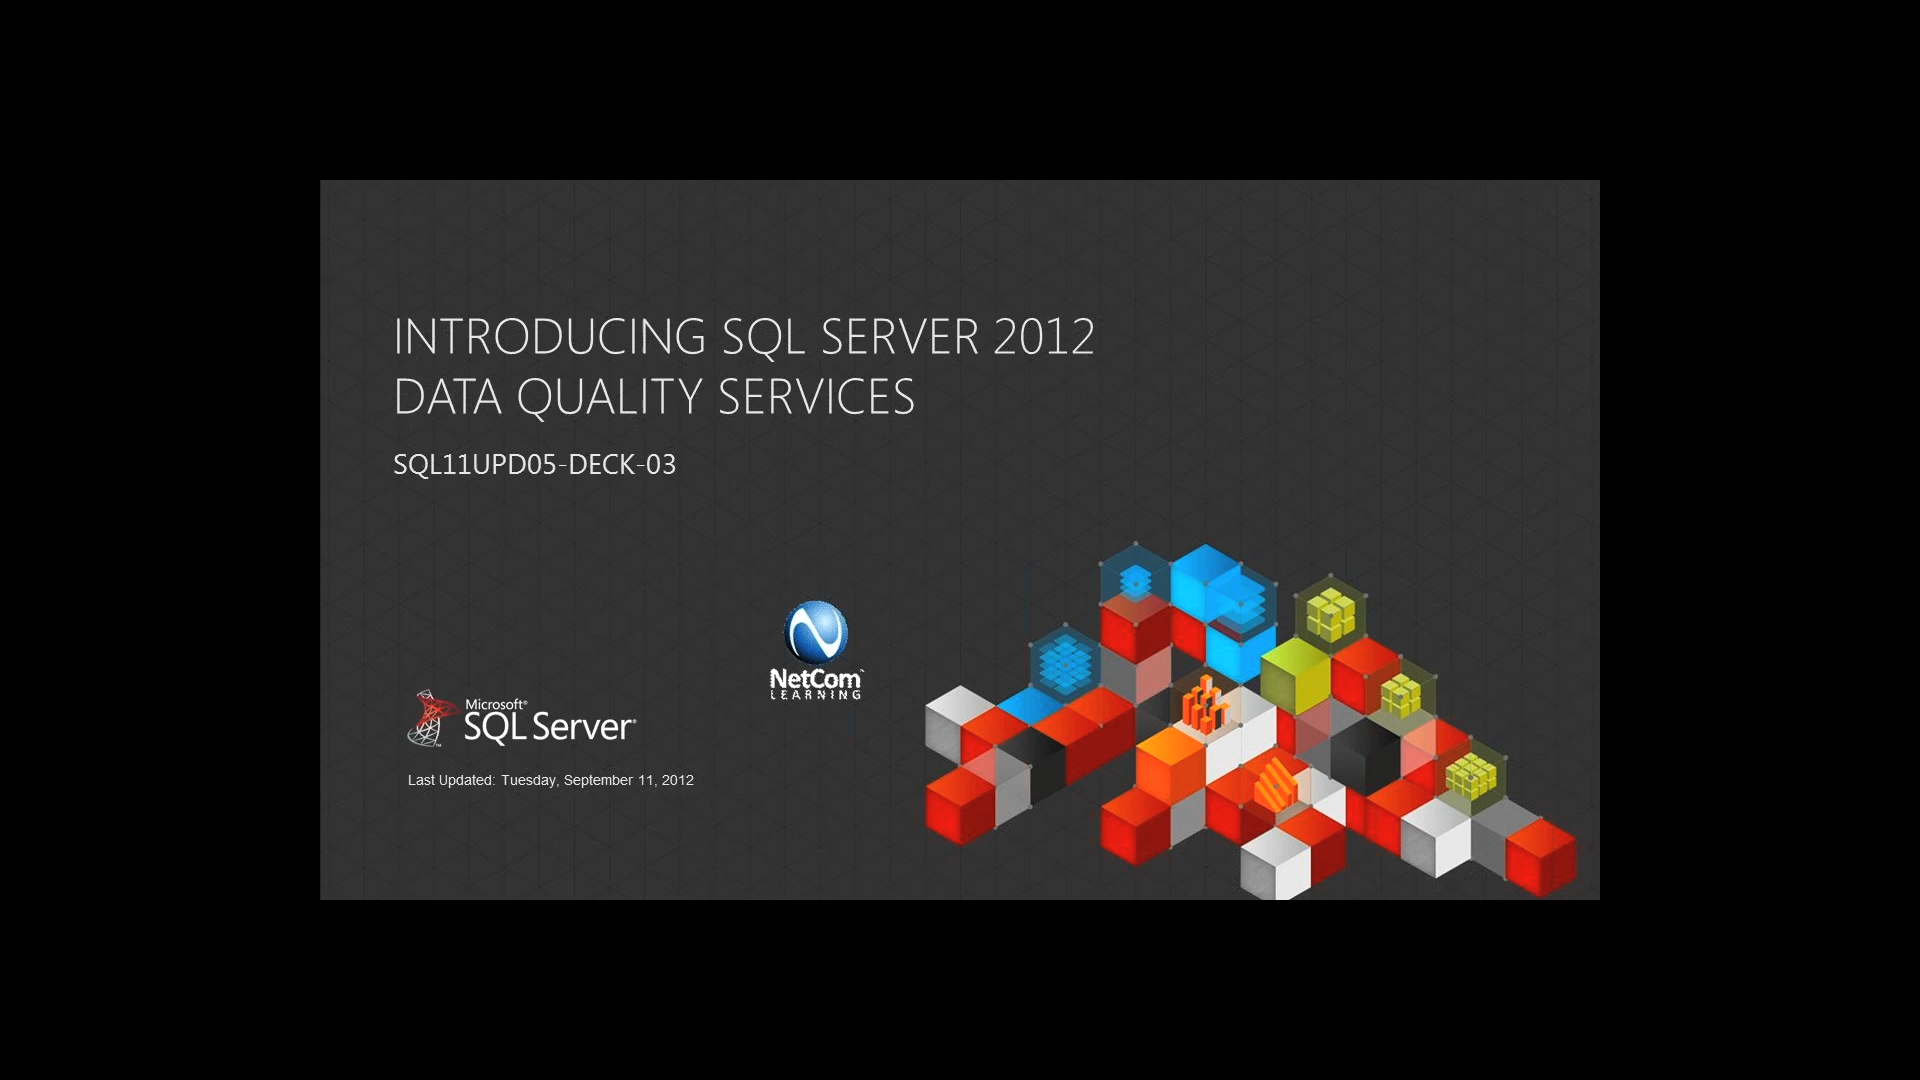 INTRODUCING SQL SERVER 2012
DATA QUALITY SERVICES
SQL11UPD05-DECK-03
NetCom™
LEARNING
Microsoft®
SQL Server®
Last Updated: Tuesday, September 11, 2012